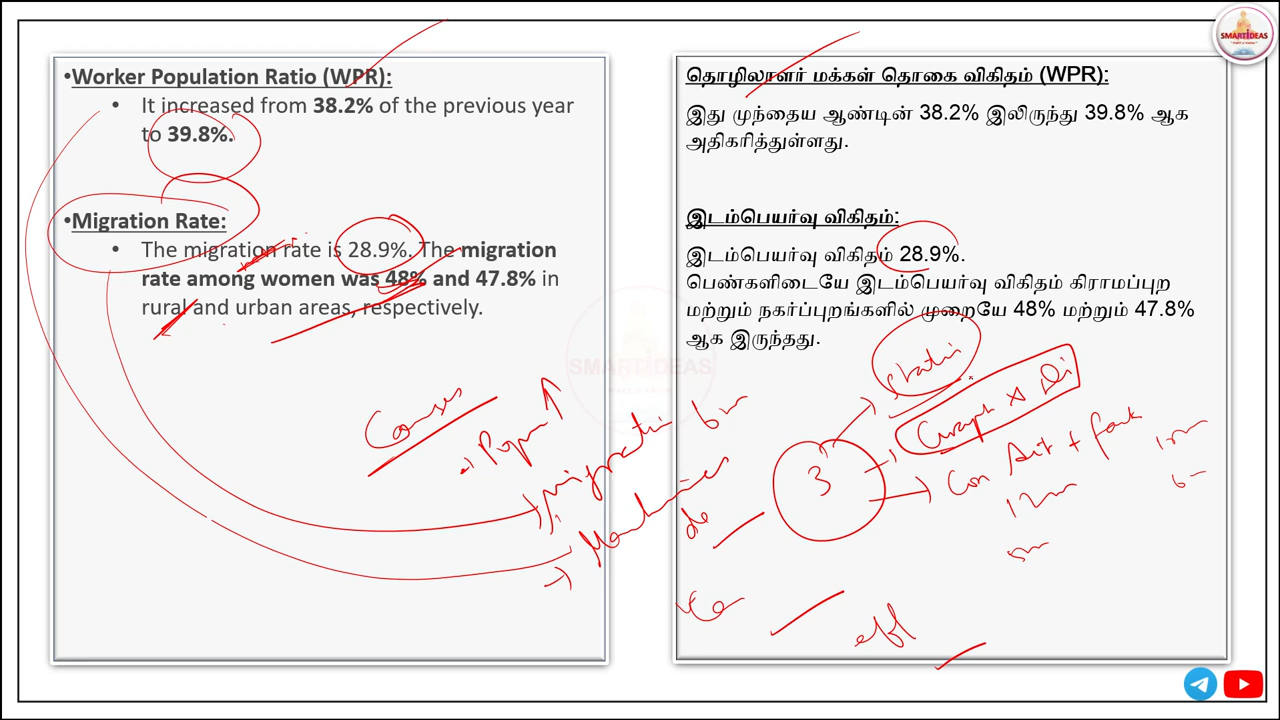 •Worker Population Ratio (WPR):
• It increased from 38.2% of the previous year
to 39.8%.
•Migration Rate:
• The migration rate is 28.9%. The migration
rate among women was 48% and 47.8% in
rural and urban areas, respectively.
Causes
Migration
SMARTIDEAS
SMARTIDEAS
தொழிலாளர் மக்கள் தொகை விகிதம் (WPR):
இது முந்தைய ஆண்டின் 38.2% இலிருந்து 39.8% ஆக
அதிகரித்துள்ளது.
இடம்பெயர்வு விகிதம்:
இடம்பெயர்வு விகிதம் 28.9%.
பெண்களிடையே இடம்பெயர்வு விகிதம் கிராமப்புற
மற்றும் நகர்ப்புறங்களில் முறையே 48% மற்றும் 47.8%
ஆக இருந்தது.
Graph
3